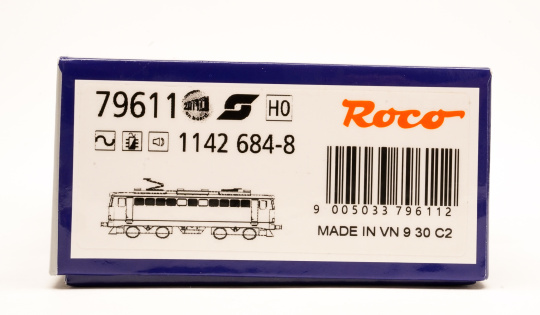 79611 H0
Roco
1142 684-8
9 005033 796112
MADE IN VN 9 30 C2